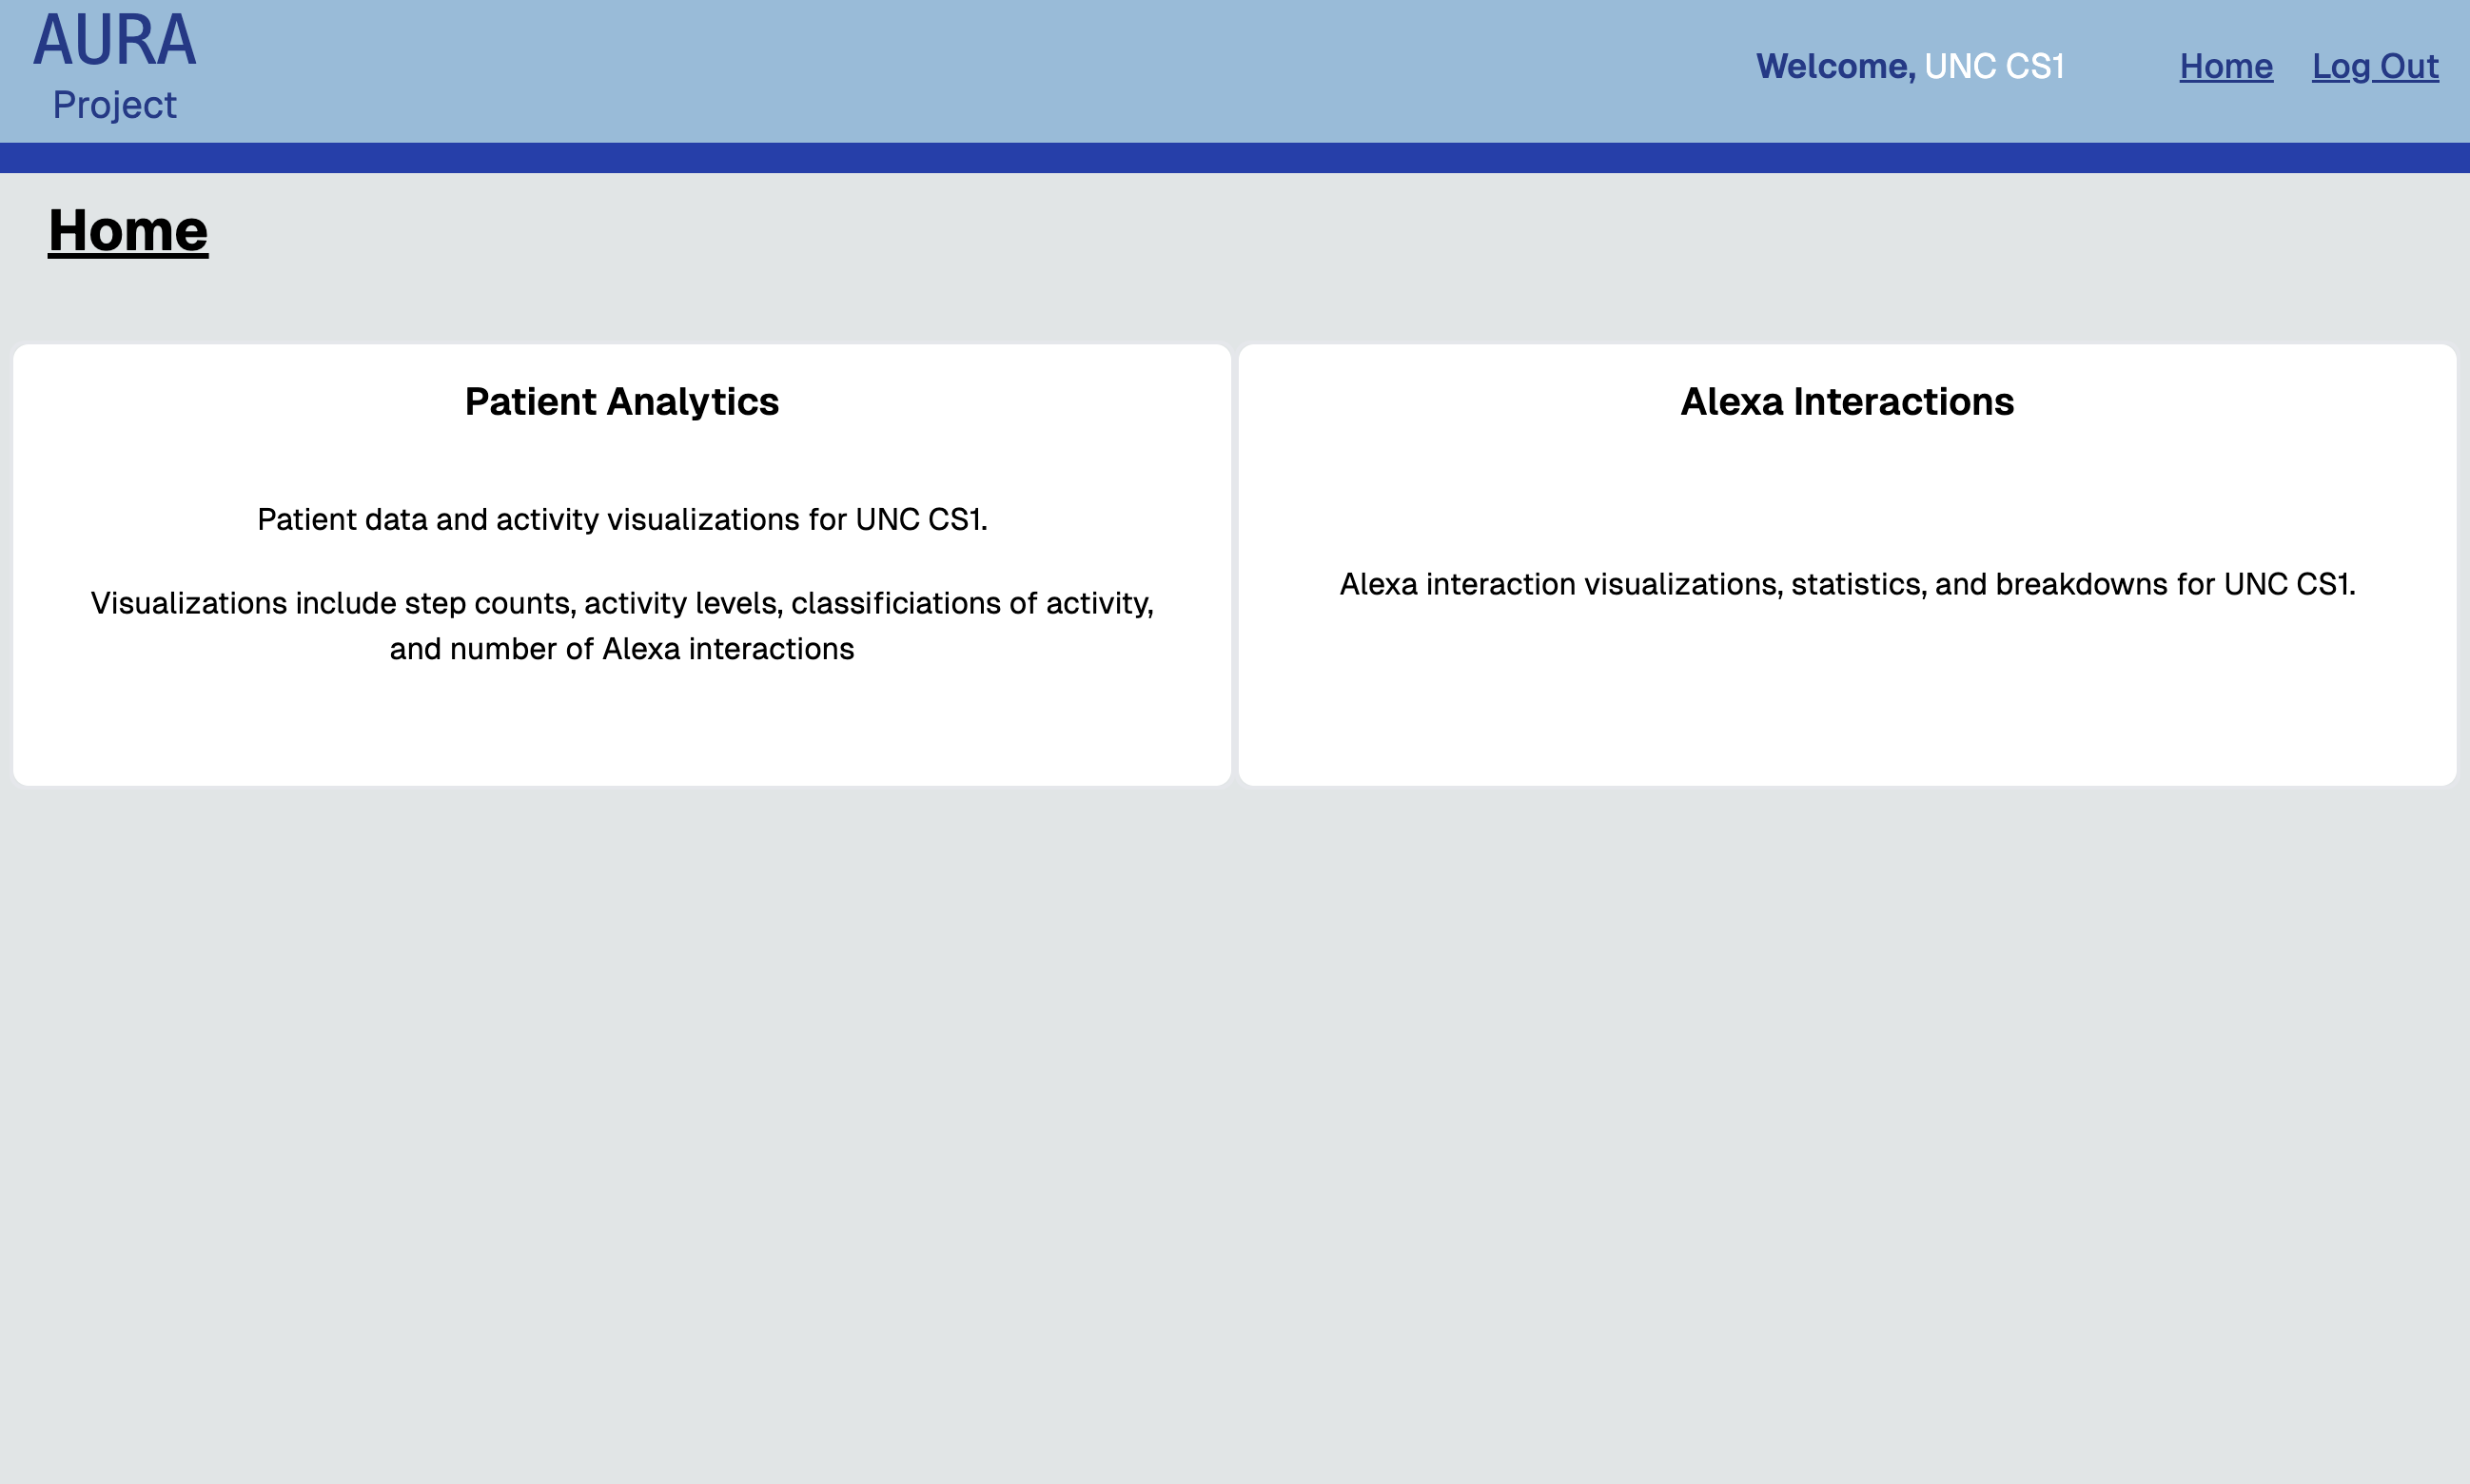 AURA
Project
Welcome, UNC CS1
Home
Log Out
Home
Patient Analytics
Patient data and activity visualizations for UNC CS1.
Visualizations include step counts, activity levels, classificiations of activity,
and number of Alexa interactions
Alexa Interactions
Alexa interaction visualizations, statistics, and breakdowns for UNC CS1.